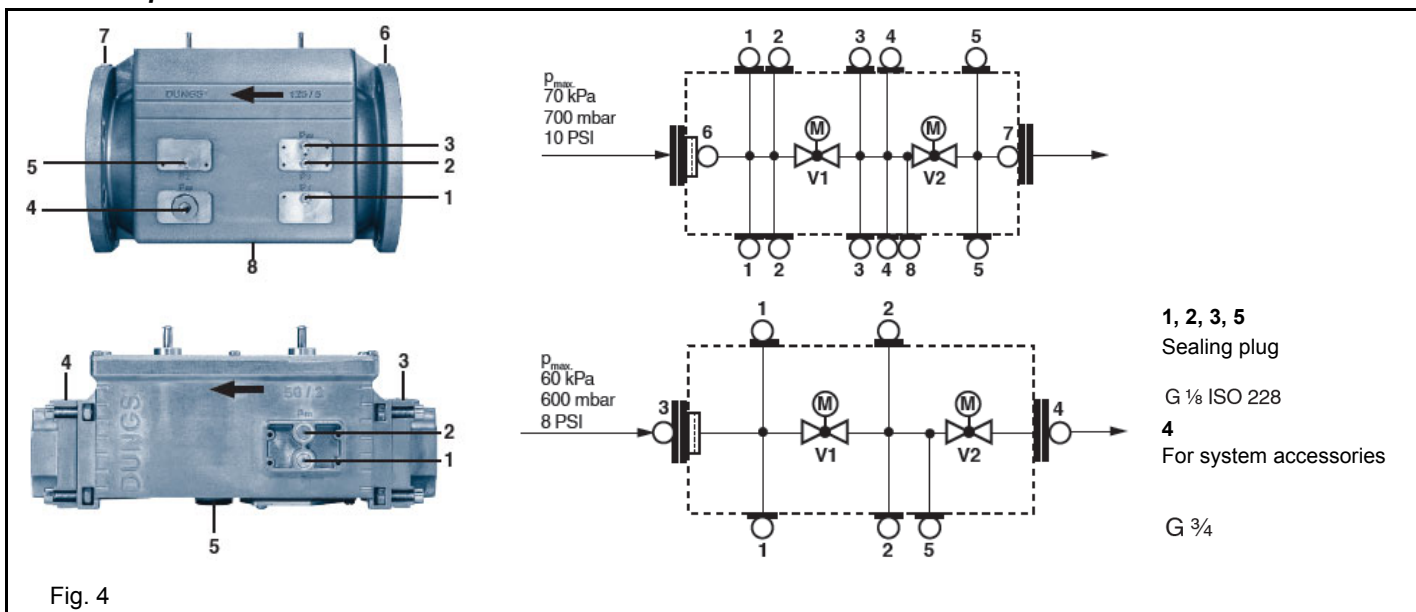 7
6
DUNGS
125 / 5
3
2
5
1
4
8
1 2 3 4 5
pmax.
70 kPa
700 mbar
10 PSI
6
M
M
7
V1
V2
1 2 3 4 8 5
4
3
50 / 2
DUNGS
2
1
5
1 2
pmax.
60 kPa
600 mbar
8 PSI
3
M
M
4
V1
V2
1 2 5
1, 2, 3, 5
Sealing plug
G ⅛ ISO 228
4
For system accessories
G ¾
Fig. 4